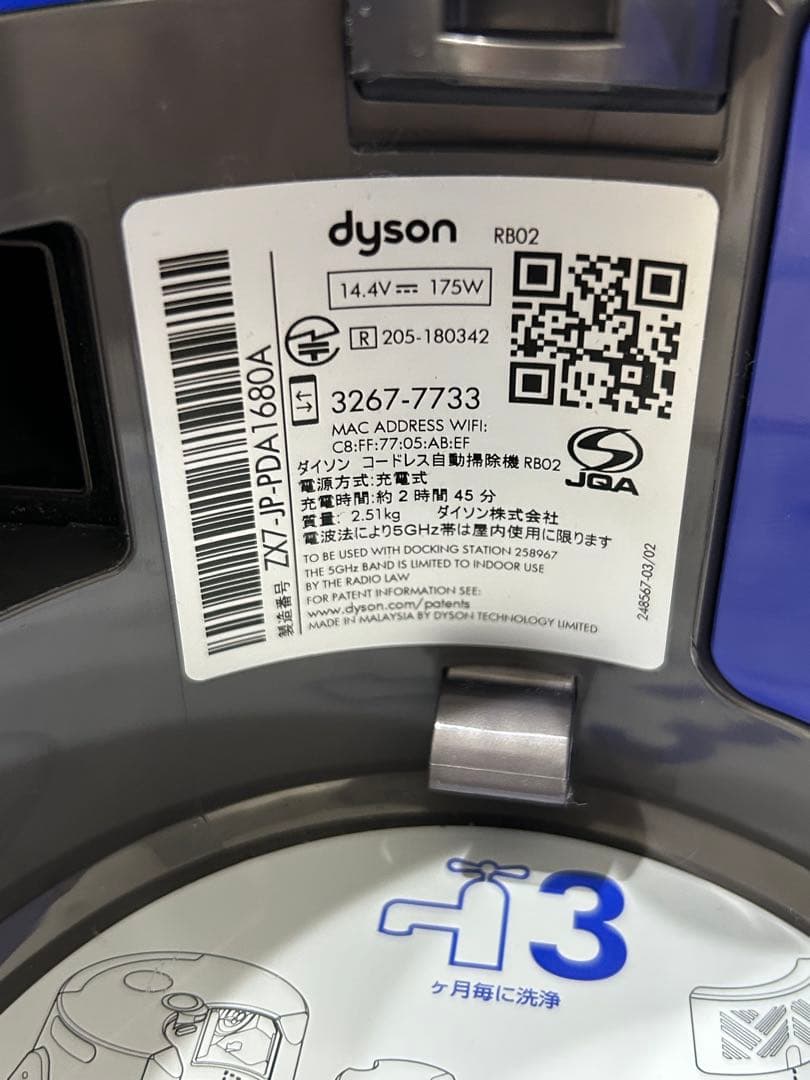 dyson RB02
14.4V 175W
R 205-180342
3267-7733
MAC ADDRESS WIFI:
C8:FF:77:05:AB:EF
ダイソン コードレス自動掃除機 RB02
電源方式:充電式
充電時間:約2時間45分
質量: 2.51kg ダイソン株式会社
電波法により5GHz帯は屋内使用に限ります
TO BE USED WITH DOCKING STATION 258967
THE 5GHz BAND IS LIMITED TO INDOOR USE
BY THE RADIO LAW
FOR PATENT INFORMATION SEE:
www.dyson.com/patents
MADE IN MALAYSIA BY DYSON TECHNOLOGY LIMITED
JQA
製造番号 ZX7-JP-PDA1680A
248567-03/02
3
ヶ月毎に洗浄